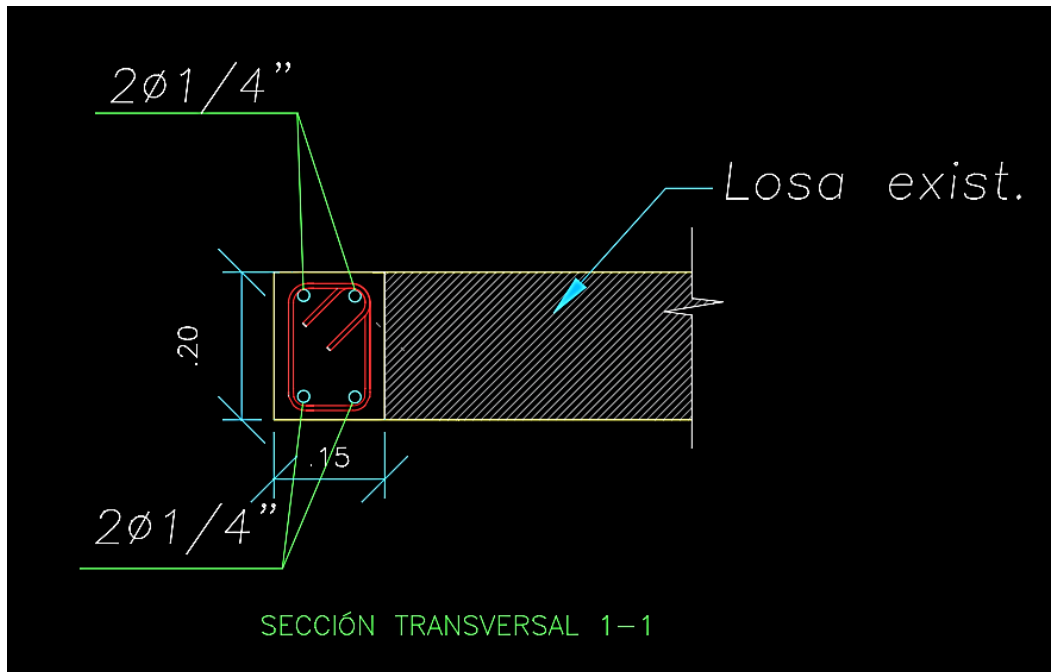 2ø1/4”
Losa exist.
.20
.15
2ø1/4”
SECCIÓN TRANSVERSAL 1-1